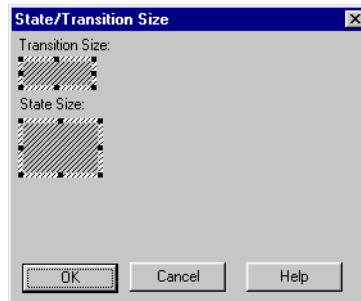 State/Transition Size
Transition Size:
State Size:
OK
Cancel
Help